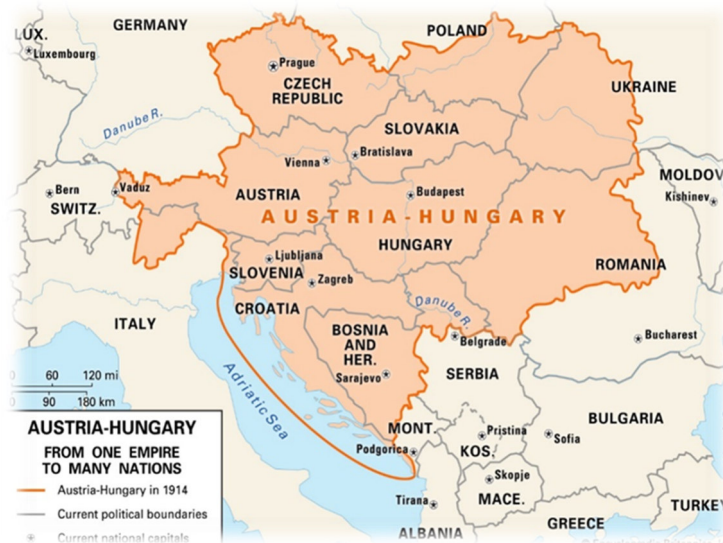 GERMANY
POLAND
LUX.
Luxembourg
Prague
CZECH
REPUBLIC
UKRAINE
Danube R.
SLOVAKIA
Vienna
Bratislava
MOLDOV
Kishinev
Bern
SWITZ.
Vaduz
AUSTRIA
Budapest
AUSTRIA-HUNGARY
HUNGARY
Ljubljana
SLOVENIA
Zagreb
ROMANIA
CROATIA
Danube R.
ITALY
BOSNIA
AND
HER.
Sarajevo
Belgrade
Bucharest
SERBIA
Adriatic Sea
0 60 120 mi
0 90 180 km
MONT.
Podgorica
Pristina
KOS.
BULGARIA
Sofia
Skopje
MACE.
Tirana
ALBANIA
GREECE
TURKEY
AUSTRIA-HUNGARY
FROM ONE EMPIRE
TO MANY NATIONS
Austria-Hungary in 1914
Current political boundaries
Current national capitals